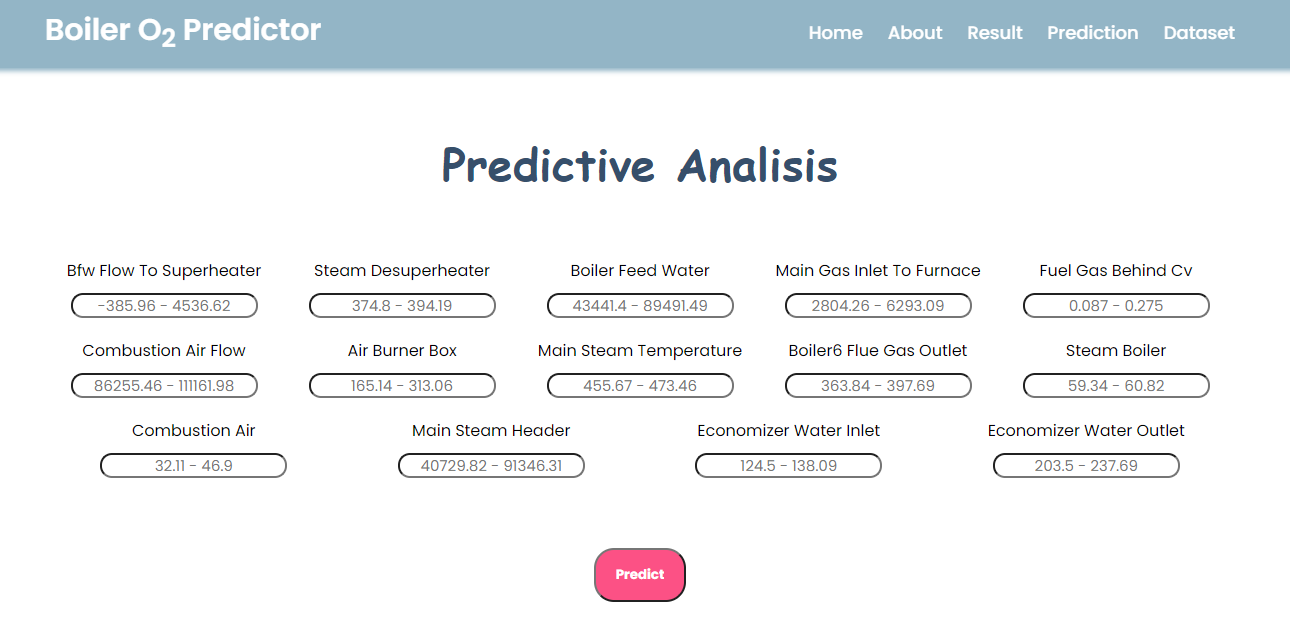 Boiler O₂ Predictor Home About Result Prediction Dataset
Predictive Analisis
Bfw Flow To Superheater Steam Desuperheater Boiler Feed Water Main Gas Inlet To Furnace Fuel Gas Behind Cv
-385.96 - 4536.62 374.8 - 394.19 43441.4 - 89491.49 2804.26 - 6293.09 0.087 - 0.275
Combustion Air Flow Air Burner Box Main Steam Temperature Boiler6 Flue Gas Outlet Steam Boiler
86255.46 - 111161.98 165.14 - 313.06 455.67 - 473.46 363.84 - 397.69 59.34 - 60.82
Combustion Air Main Steam Header Economizer Water Inlet Economizer Water Outlet
32.11 - 46.9 40729.82 - 91346.31 124.5 - 138.09 203.5 - 237.69
Predict